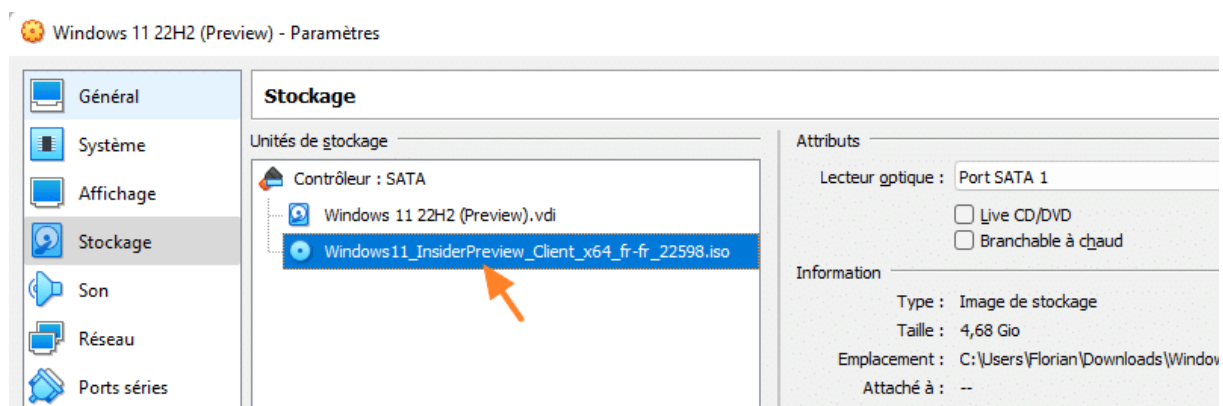 Windows 11 22H2 (Preview) - Paramètres
Général
Système
Affichage
Stockage
Son
Réseau
Ports séries
Stockage
Unités de stockage
Contrôleur : SATA
Windows 11 22H2 (Preview).vdi
Windows11_InsiderPreview_Client_x64_fr-fr_22598.iso
Attributs
Lecteur optique : Port SATA 1
Live CD/DVD
Branchable à chaud
Information
Type : Image de stockage
Taille : 4,68 Gio
Emplacement : C:\Users\Florian\Downloads\Window
Attaché à : --